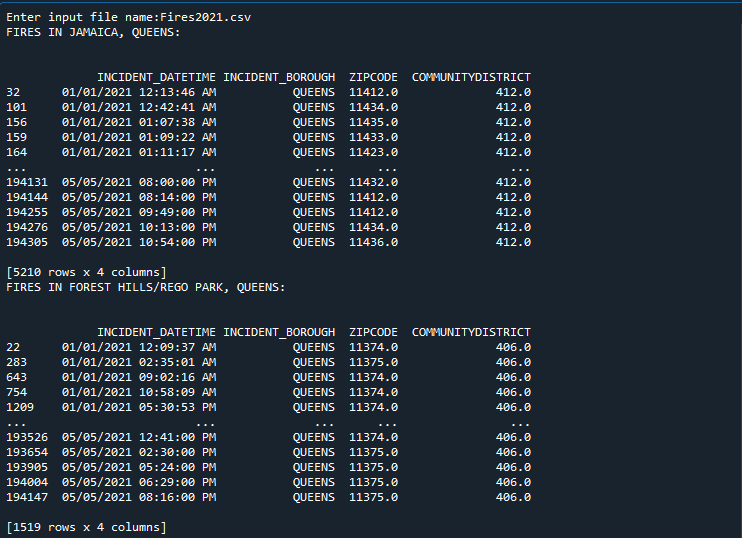 Enter input file name:Fires2021.csv
FIRES IN JAMAICA, QUEENS:
INCIDENT_DATETIME INCIDENT_BOROUGH  ZIPCODE  COMMUNITYDISTRICT
32      01/01/2021 12:13:46 AM           QUEENS  11412.0              412.0
101     01/01/2021 12:42:41 AM           QUEENS  11434.0              412.0
156     01/01/2021 01:07:38 AM           QUEENS  11435.0              412.0
159     01/01/2021 01:09:22 AM           QUEENS  11433.0              412.0
164     01/01/2021 01:11:17 AM           QUEENS  11423.0              412.0
...                        ...              ...      ...                ...
194131  05/05/2021 08:00:00 PM           QUEENS  11432.0              412.0
194144  05/05/2021 08:14:00 PM           QUEENS  11412.0              412.0
194255  05/05/2021 09:49:00 PM           QUEENS  11412.0              412.0
194276  05/05/2021 10:13:00 PM           QUEENS  11434.0              412.0
194305  05/05/2021 10:54:00 PM           QUEENS  11436.0              412.0
[5210 rows x 4 columns]
FIRES IN FOREST HILLS/REGO PARK, QUEENS:
INCIDENT_DATETIME INCIDENT_BOROUGH  ZIPCODE  COMMUNITYDISTRICT
22      01/01/2021 12:09:37 AM           QUEENS  11374.0              406.0
283     01/01/2021 02:35:01 AM           QUEENS  11375.0              406.0
643     01/01/2021 09:02:16 AM           QUEENS  11374.0              406.0
754     01/01/2021 10:58:09 AM           QUEENS  11374.0              406.0
1209    01/01/2021 05:30:53 PM           QUEENS  11374.0              406.0
...                        ...              ...      ...                ...
193526  05/05/2021 12:41:00 PM           QUEENS  11374.0              406.0
193654  05/05/2021 02:30:00 PM           QUEENS  11375.0              406.0
193905  05/05/2021 05:24:00 PM           QUEENS  11375.0              406.0
194004  05/05/2021 06:29:00 PM           QUEENS  11375.0              406.0
194147  05/05/2021 08:16:00 PM           QUEENS  11375.0              406.0
[1519 rows x 4 columns]